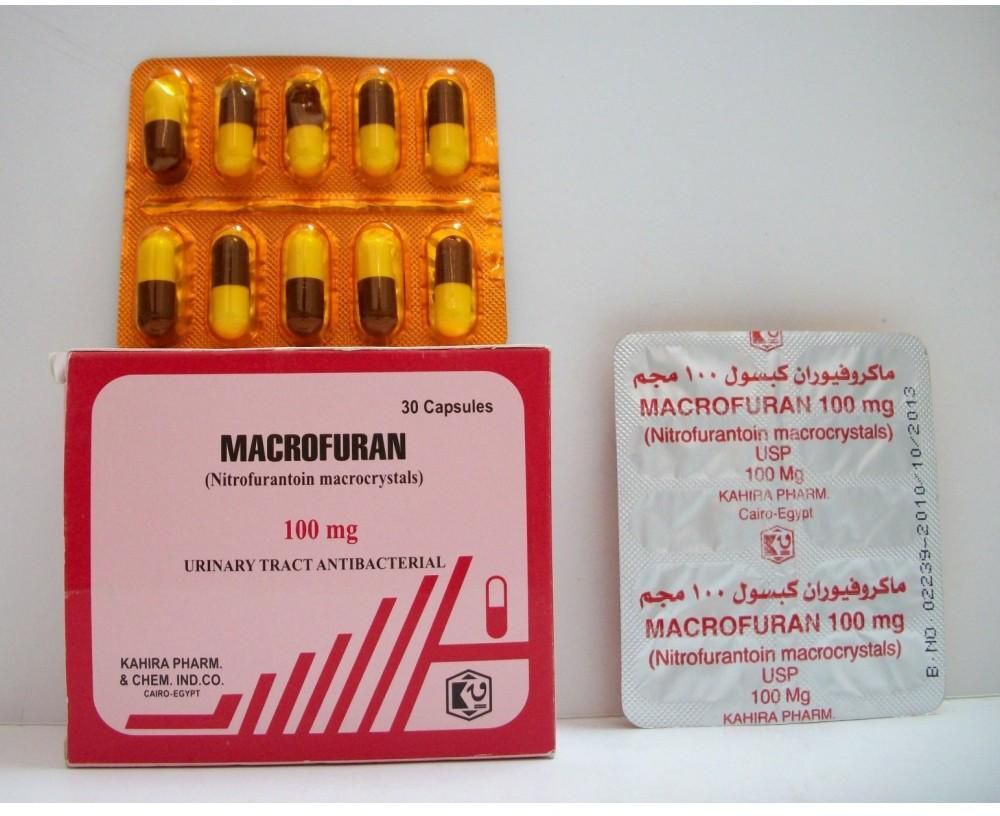 30 Capsules
MACROFURAN
(Nitrofurantoin macrocrystals)
100 mg
URINARY TRACT ANTIBACTERIAL
KAHIRA PHARM.
& CHEM. IND.CO.
CAIRO-EGYPT
ماكروفيوران كبسول ١٠٠ مجم
MACROFURAN 100 mg
(Nitrofurantoin macrocrystals)
USP
100 Mg
KAHIRA PHARM.
Cairo-Egypt
ماكروفيوران كبسول ١٠٠ مجم
MACROFURAN 100 mg
(Nitrofurantoin macrocrystals)
USP
100 Mg
KAHIRA PHARM.
B. NO. 02239-2010/10/2013